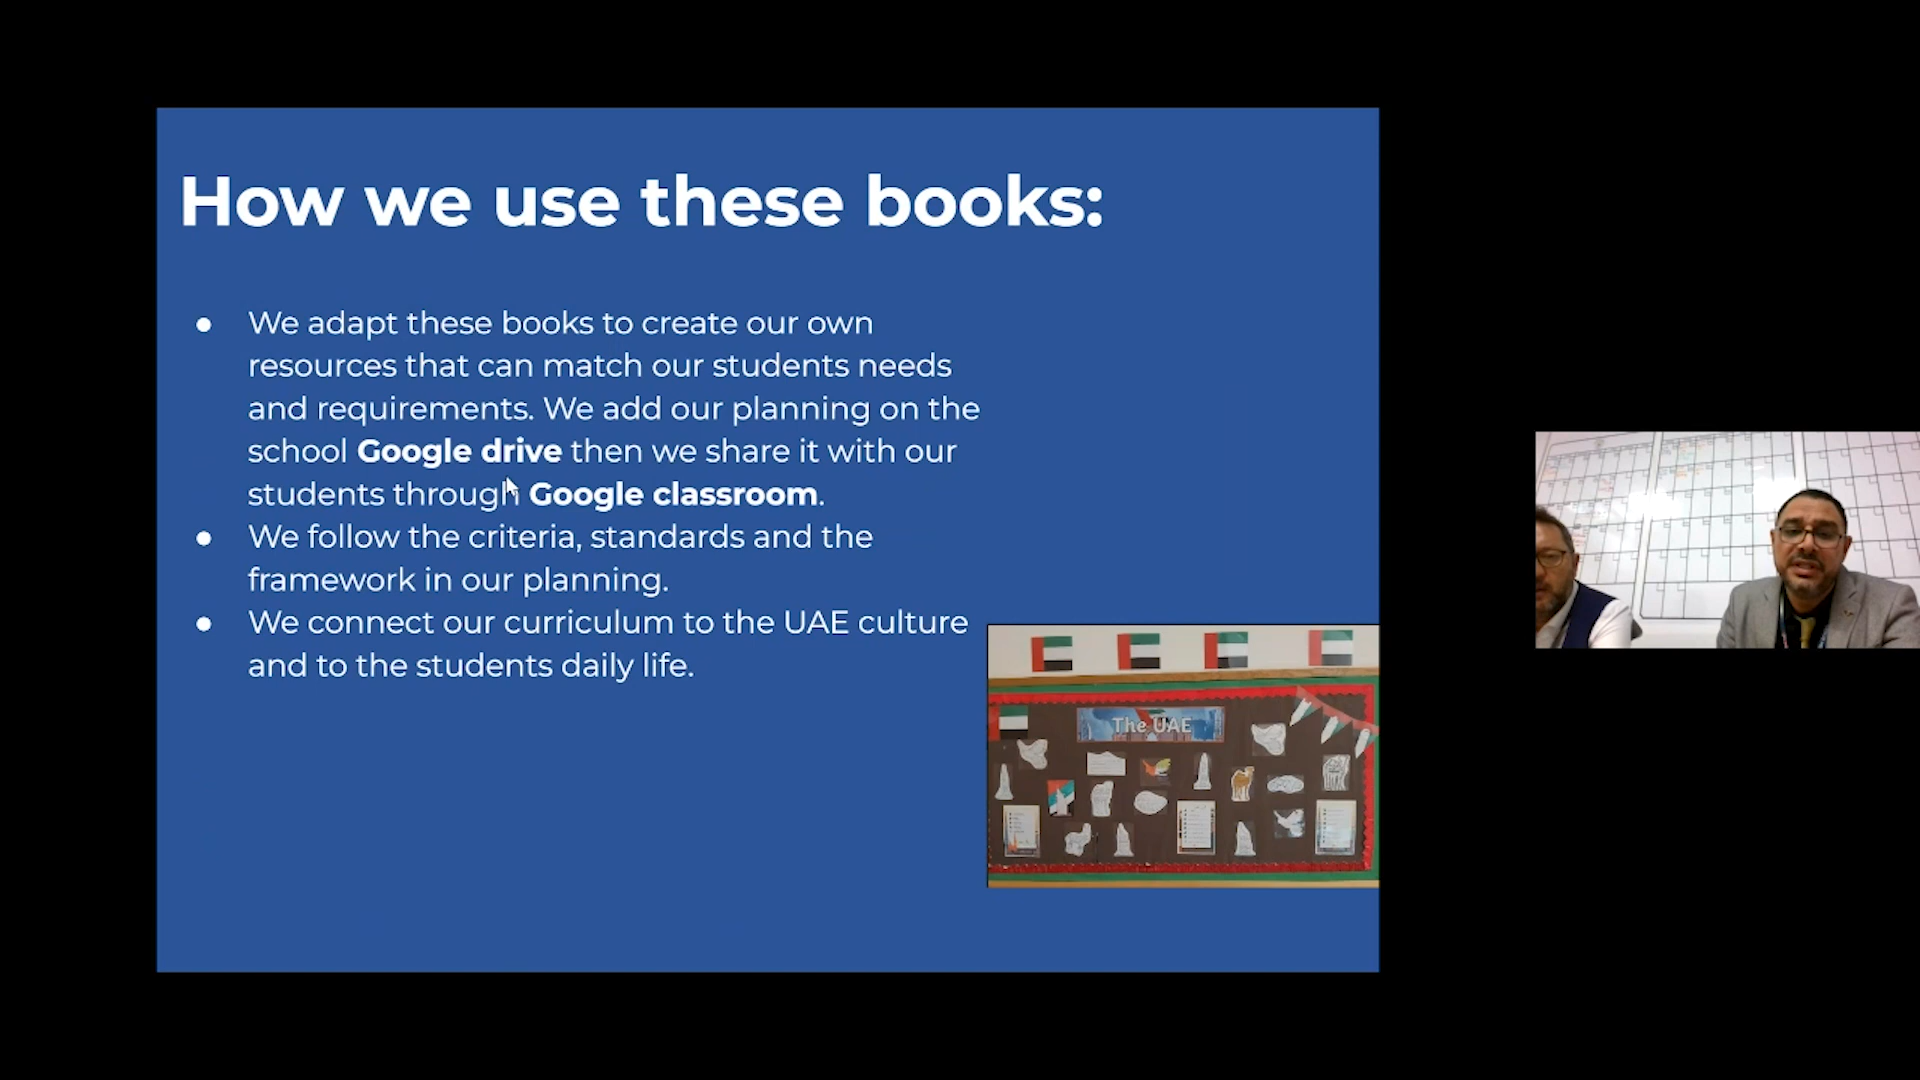 How we use these books:
● We adapt these books to create our own
resources that can match our students needs
and requirements. We add our planning on the
school Google drive then we share it with our
students through Google classroom.
● We follow the criteria, standards and the
framework in our planning.
● We connect our curriculum to the UAE culture
and to the students daily life.
The UAE